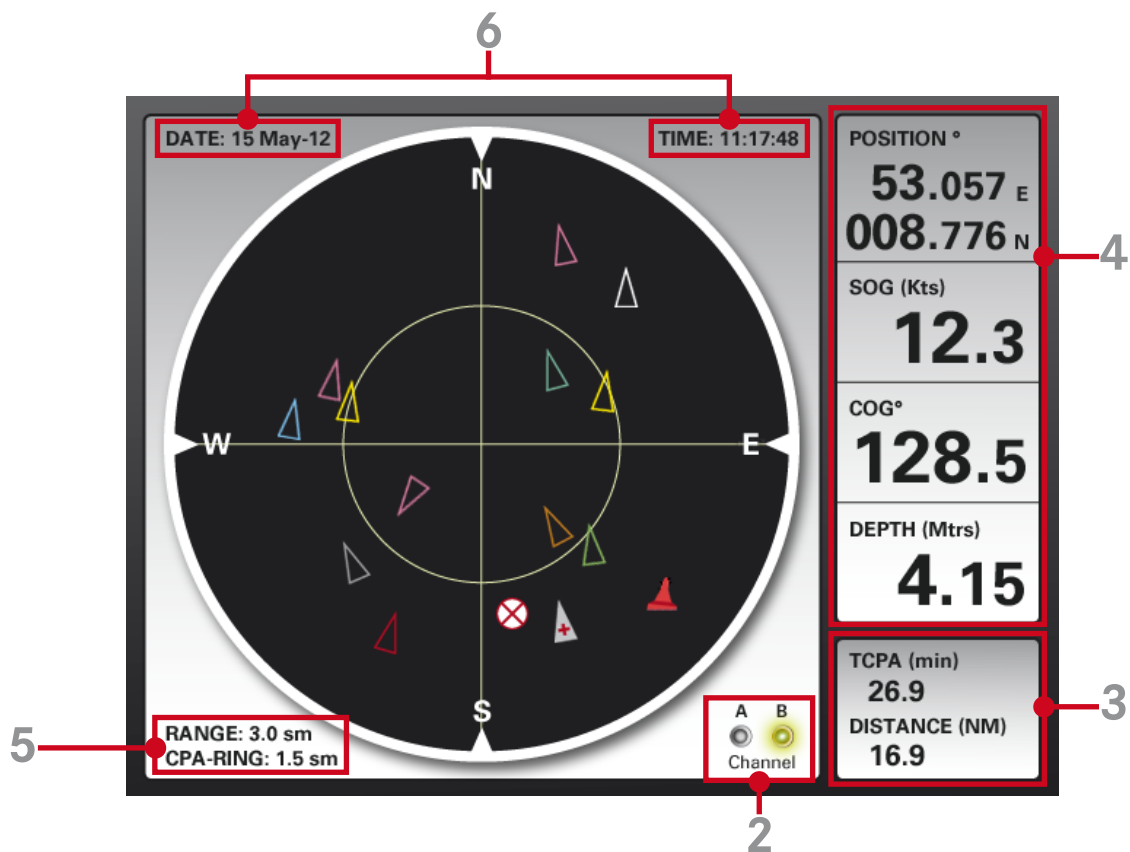 6
DATE: 15 May-12
TIME: 11:17:48
N
W
E
S
POSITION °
53.057 E
008.776 N
4
SOG (Kts)
12.3
COG°
128.5
DEPTH (Mtrs)
4.15
TCPA (min)
26.9
DISTANCE (NM)
16.9
3
5
RANGE: 3.0 sm
CPA-RING: 1.5 sm
A B
Channel
2